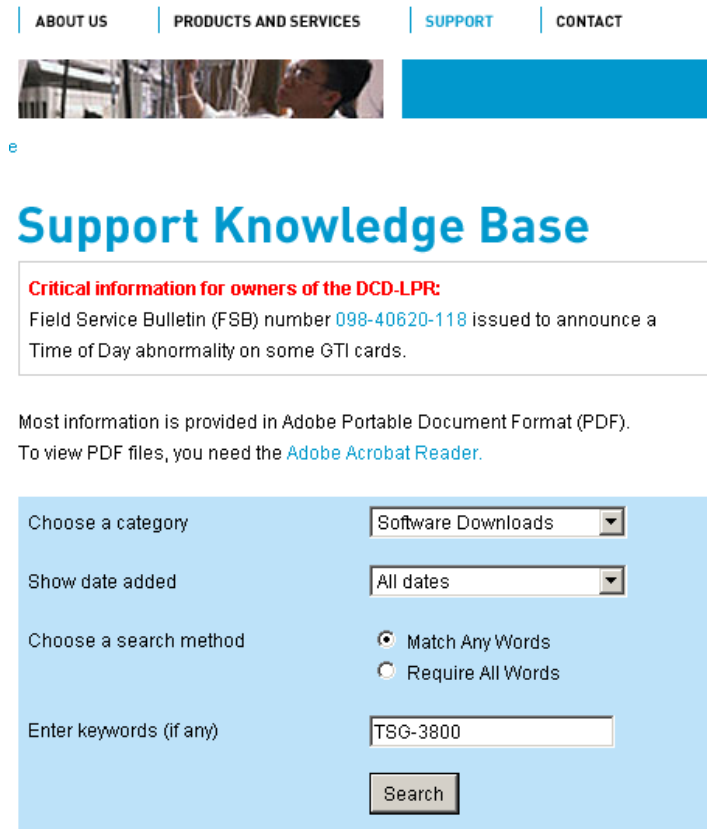 ABOUT US PRODUCTS AND SERVICES SUPPORT CONTACT
e
Support Knowledge Base
Critical information for owners of the DCD-LPR:
Field Service Bulletin (FSB) number 098-40620-118 issued to announce a
Time of Day abnormality on some GTI cards.
Most information is provided in Adobe Portable Document Format (PDF).
To view PDF files, you need the Adobe Acrobat Reader.
Choose a category Software Downloads
Show date added All dates
Choose a search method Match Any Words
Require All Words
Enter keywords (if any) TSG-3800
Search